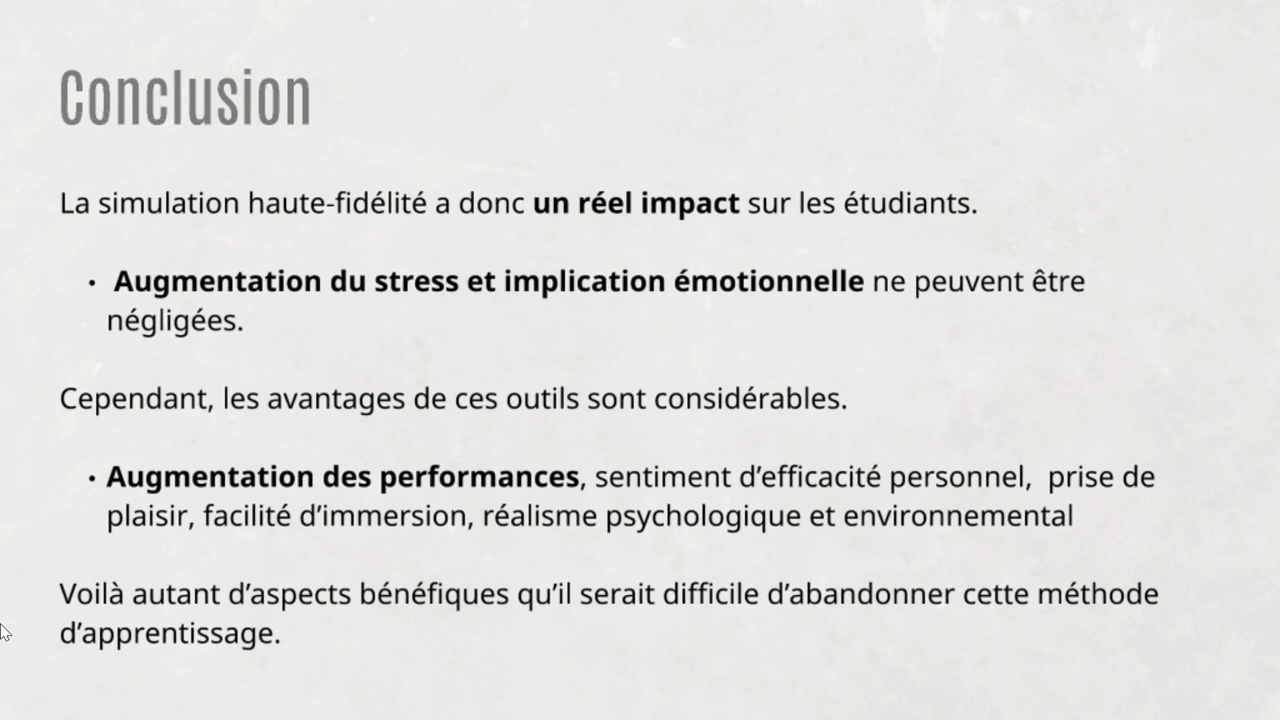 Conclusion
La simulation haute-fidélité a donc un réel impact sur les étudiants.
• Augmentation du stress et implication émotionnelle ne peuvent être
négligées.
Cependant, les avantages de ces outils sont considérables.
• Augmentation des performances, sentiment d’efficacité personnel,  prise de
plaisir, facilité d’immersion, réalisme psychologique et environnemental
Voilà autant d’aspects bénéfiques qu’il serait difficile d’abandonner cette méthode
d’apprentissage.